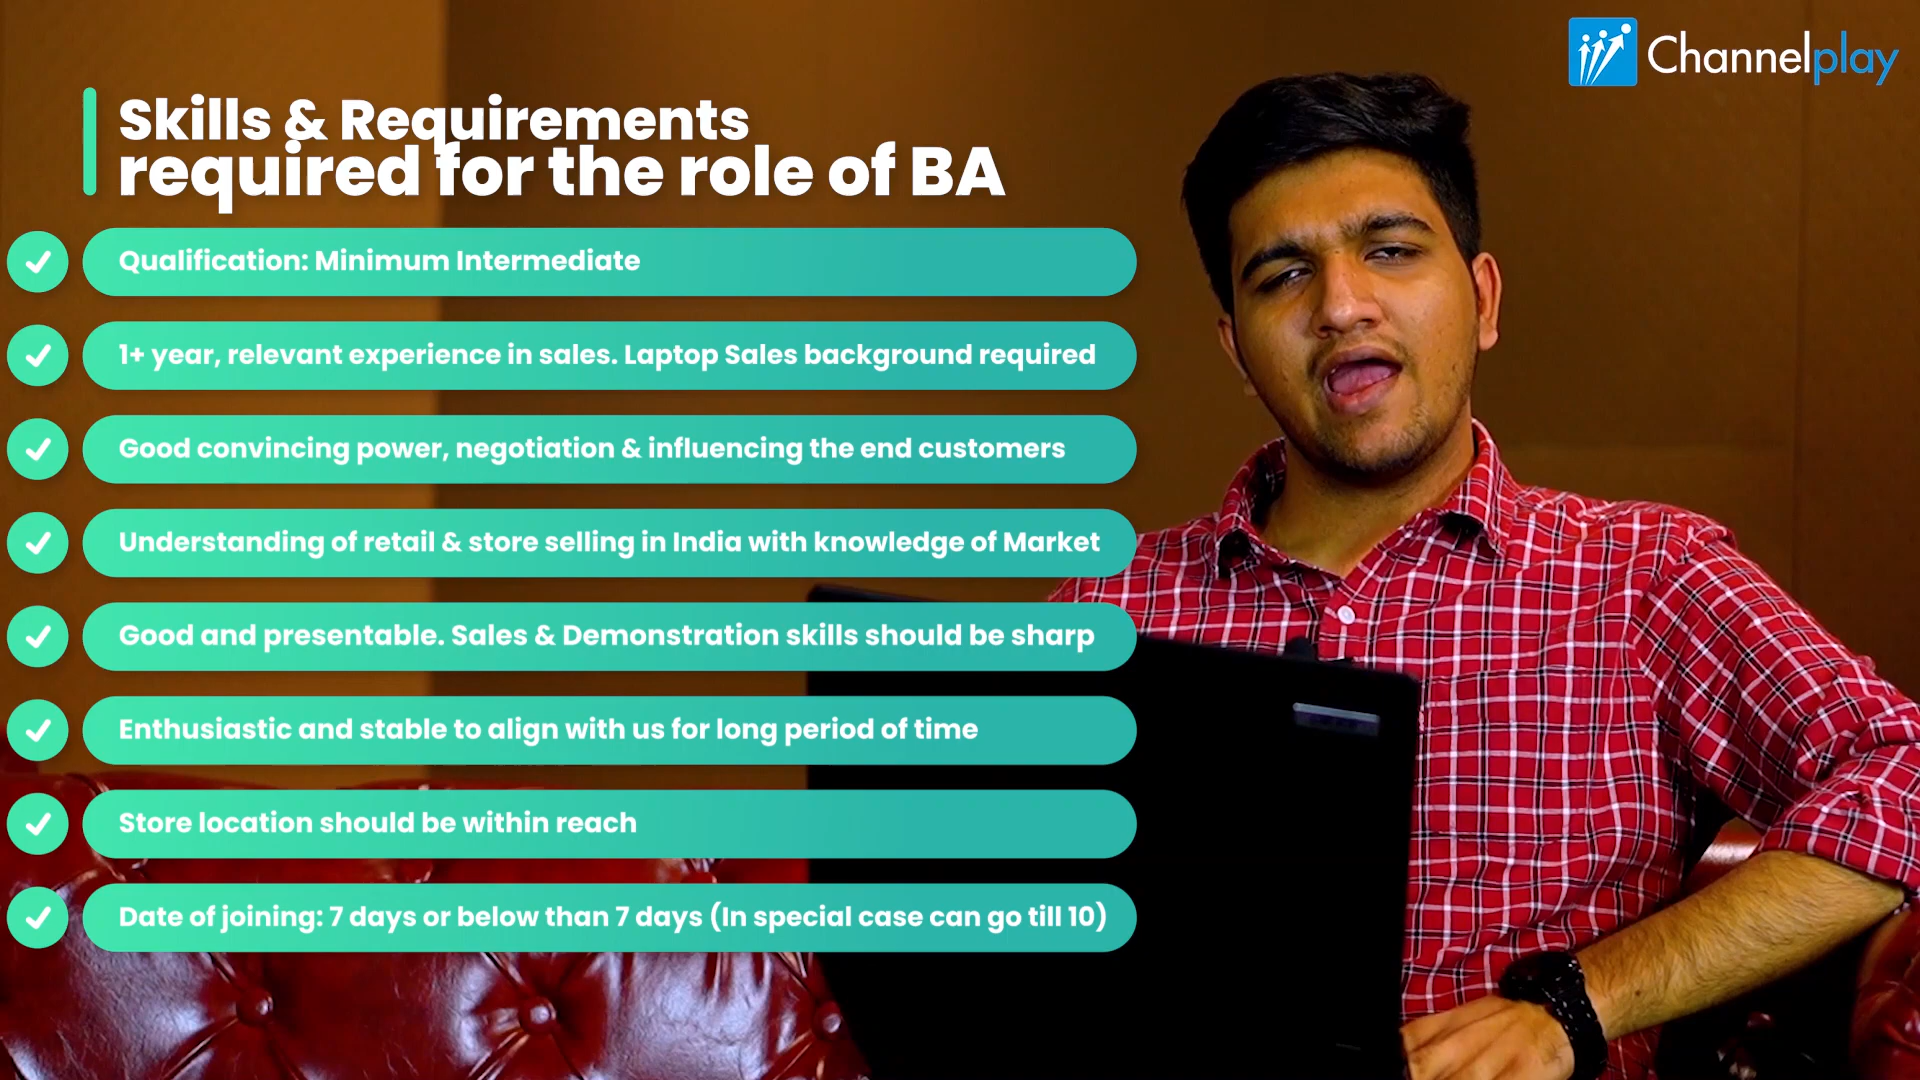 Channelplay
Skills & Requirements
required for the role of BA
Qualification: Minimum Intermediate
1+ year, relevant experience in sales. Laptop Sales background required
Good convincing power, negotiation & influencing the end customers
Understanding of retail & store selling in India with knowledge of Market
Good and presentable. Sales & Demonstration skills should be sharp
Enthusiastic and stable to align with us for long period of time
Store location should be within reach
Date of joining: 7 days or below than 7 days (In special case can go till 10)